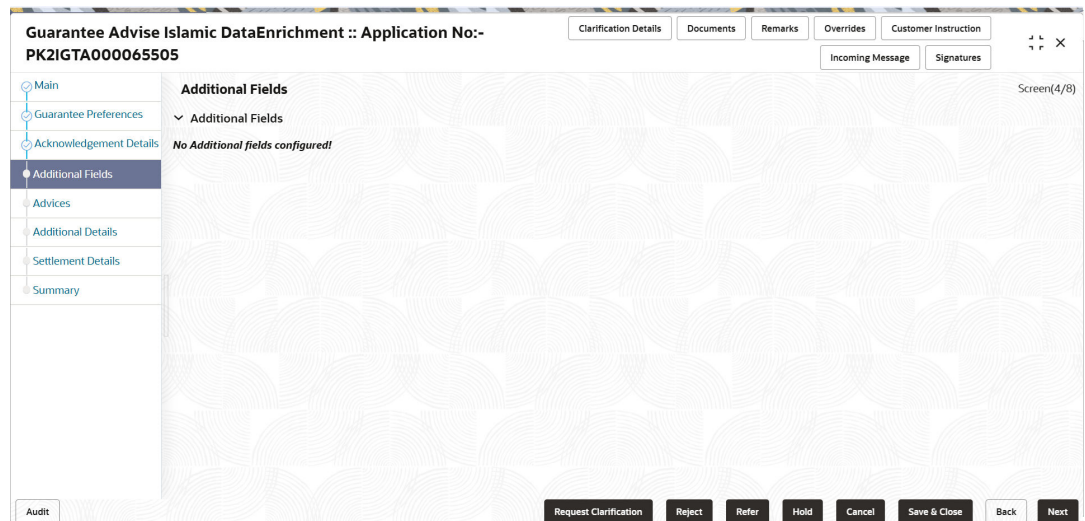 Guarantee Advise Islamic DataEnrichment :: Application No:-
PK2IGTA000065505
Clarification Details
Documents
Remarks
Overrides
Customer Instruction
Incoming Message
Signatures
Main
Guarantee Preferences
Acknowledgement Details
Additional Fields
Advices
Additional Details
Settlement Details
Summary
Additional Fields
Screen(4/8)
Additional Fields
No Additional fields configured!
Audit
Request Clarification
Reject
Refer
Hold
Cancel
Save & Close
Back
Next